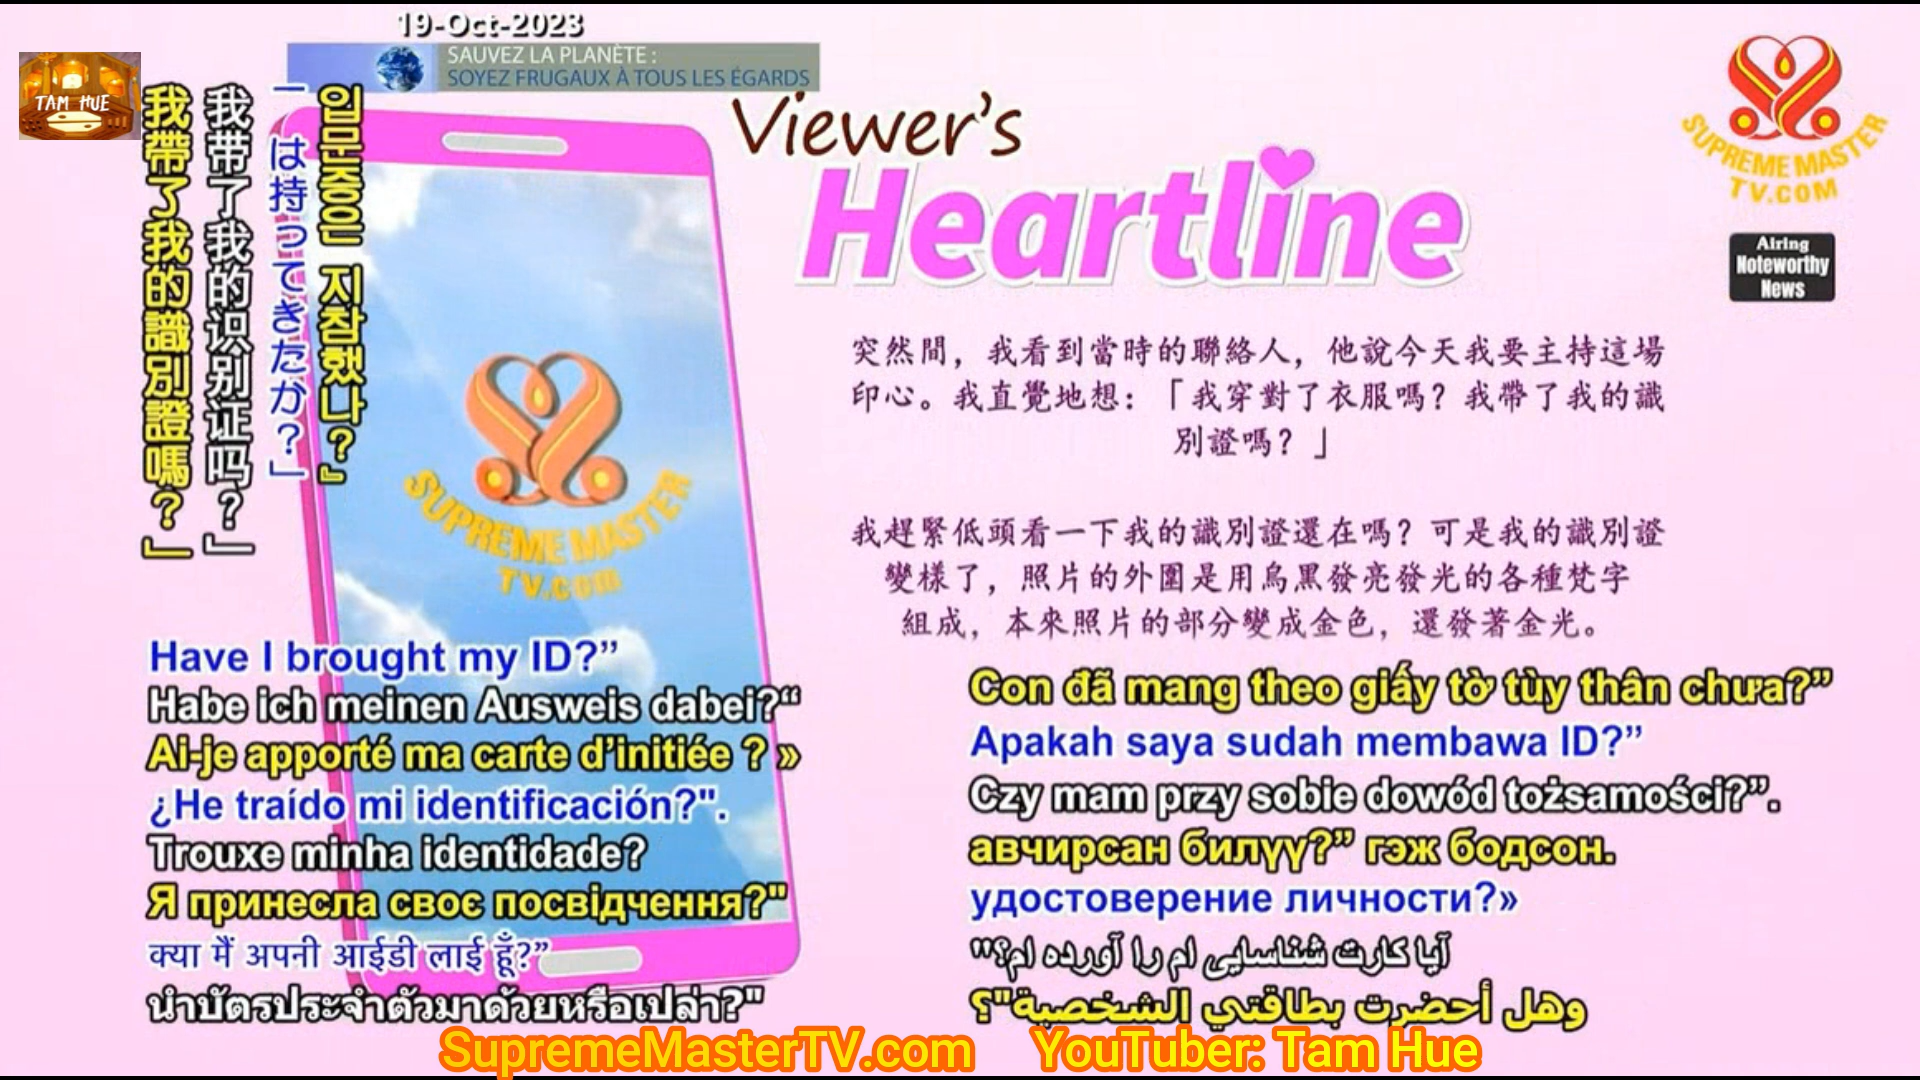 19-Oct-2023
SAUVEZ LA PLANÈTE :
SOYEZ FRUGAUX À TOUS LES ÉGARDS
TAM HUE
Viewer's
Heartline
SUPREME MASTER
TV.COM
Airing
Noteworthy
News
我帶了我的識別證嗎？」
我带了我的识别证吗？」
は持ってきたか？」
입문증은 지참했나？』
SUPREME MASTER
TV.COM
突然間，我看到當時的聯絡人，他說今天我要主持這場
印心。我直覺地想：「我穿對了衣服嗎？我帶了我的識
別證嗎？」
我趕緊低頭看一下我的識別證還在嗎？可是我的識別證
變樣了，照片的外圍是用烏黑發亮發光的各種梵字
組成，本來照片的部分變成金色，還發著金光。
Have I brought my ID?”
Habe ich meinen Ausweis dabei?“
Ai-je apporté ma carte d’initiée ? »
¿He traído mi identificación?".
Trouxe minha identidade?
Я принесла своє посвідчення?"
क्या मैं अपनी आईडी लाई हूँ?”
นำบัตรประจำตัวมาด้วยหรือเปล่า?"
Con đã mang theo giấy tờ tùy thân chưa?”
Apakah saya sudah membawa ID?”
Czy mam przy sobie dowód tożsamości?”.
авчирсан билүү?” гэж бодсон.
удостоверение личности?»
آیا کارت شناسایی ام را آورده ام؟"
وهل أحضرت بطاقتي الشخصية"؟
SupremeMasterTV.com YouTuber: Tam Hue